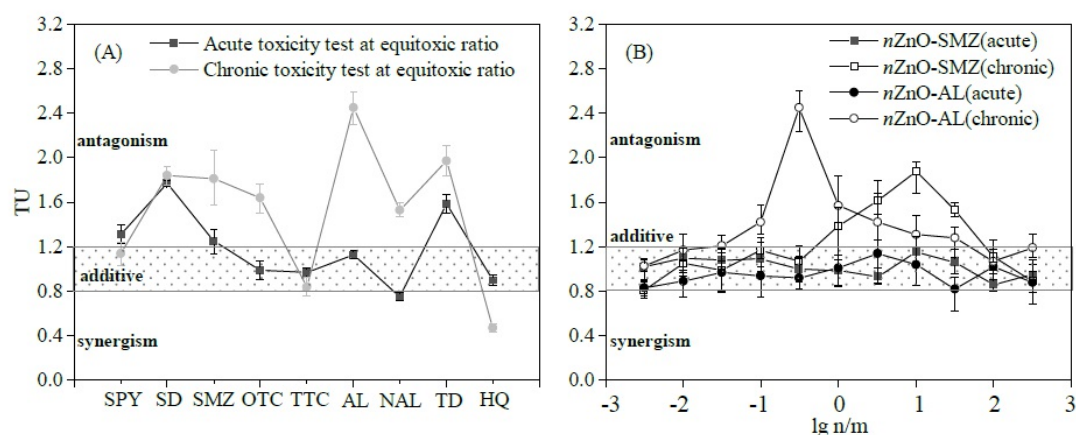 (A)
Acute toxicity test at equitoxic ratio
Chronic toxicity test at equitoxic ratio
antagonism
additive
synergism
TU
3.2
2.8
2.4
2.0
1.6
1.2
0.8
0.4
0.0
SPY SD SMZ OTC TTC AL NAL TD HQ
(B)
nZnO-SMZ(acute)
nZnO-SMZ(chronic)
nZnO-AL(acute)
nZnO-AL(chronic)
antagonism
additive
synergism
3.2
2.8
2.4
2.0
1.6
1.2
0.8
0.4
0.0
-3 -2 -1 0 1 2 3
lg n/m